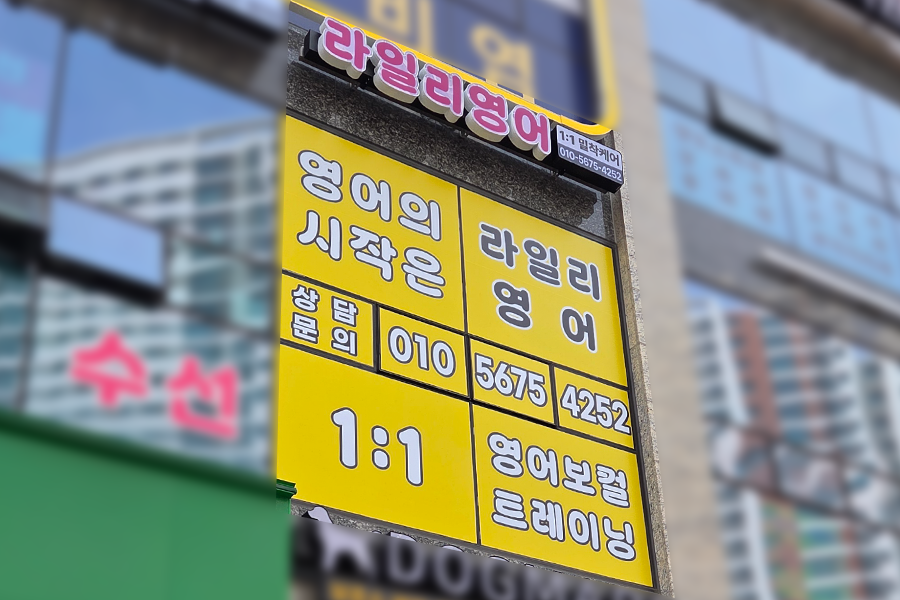 비 영
라일리영어
1:1 밀착케어
010-5675-4252
영어의
시작은
라일리
영 어
상 담
문 의
010
5675
4252
1:1
영어보컬
트레이닝
수선